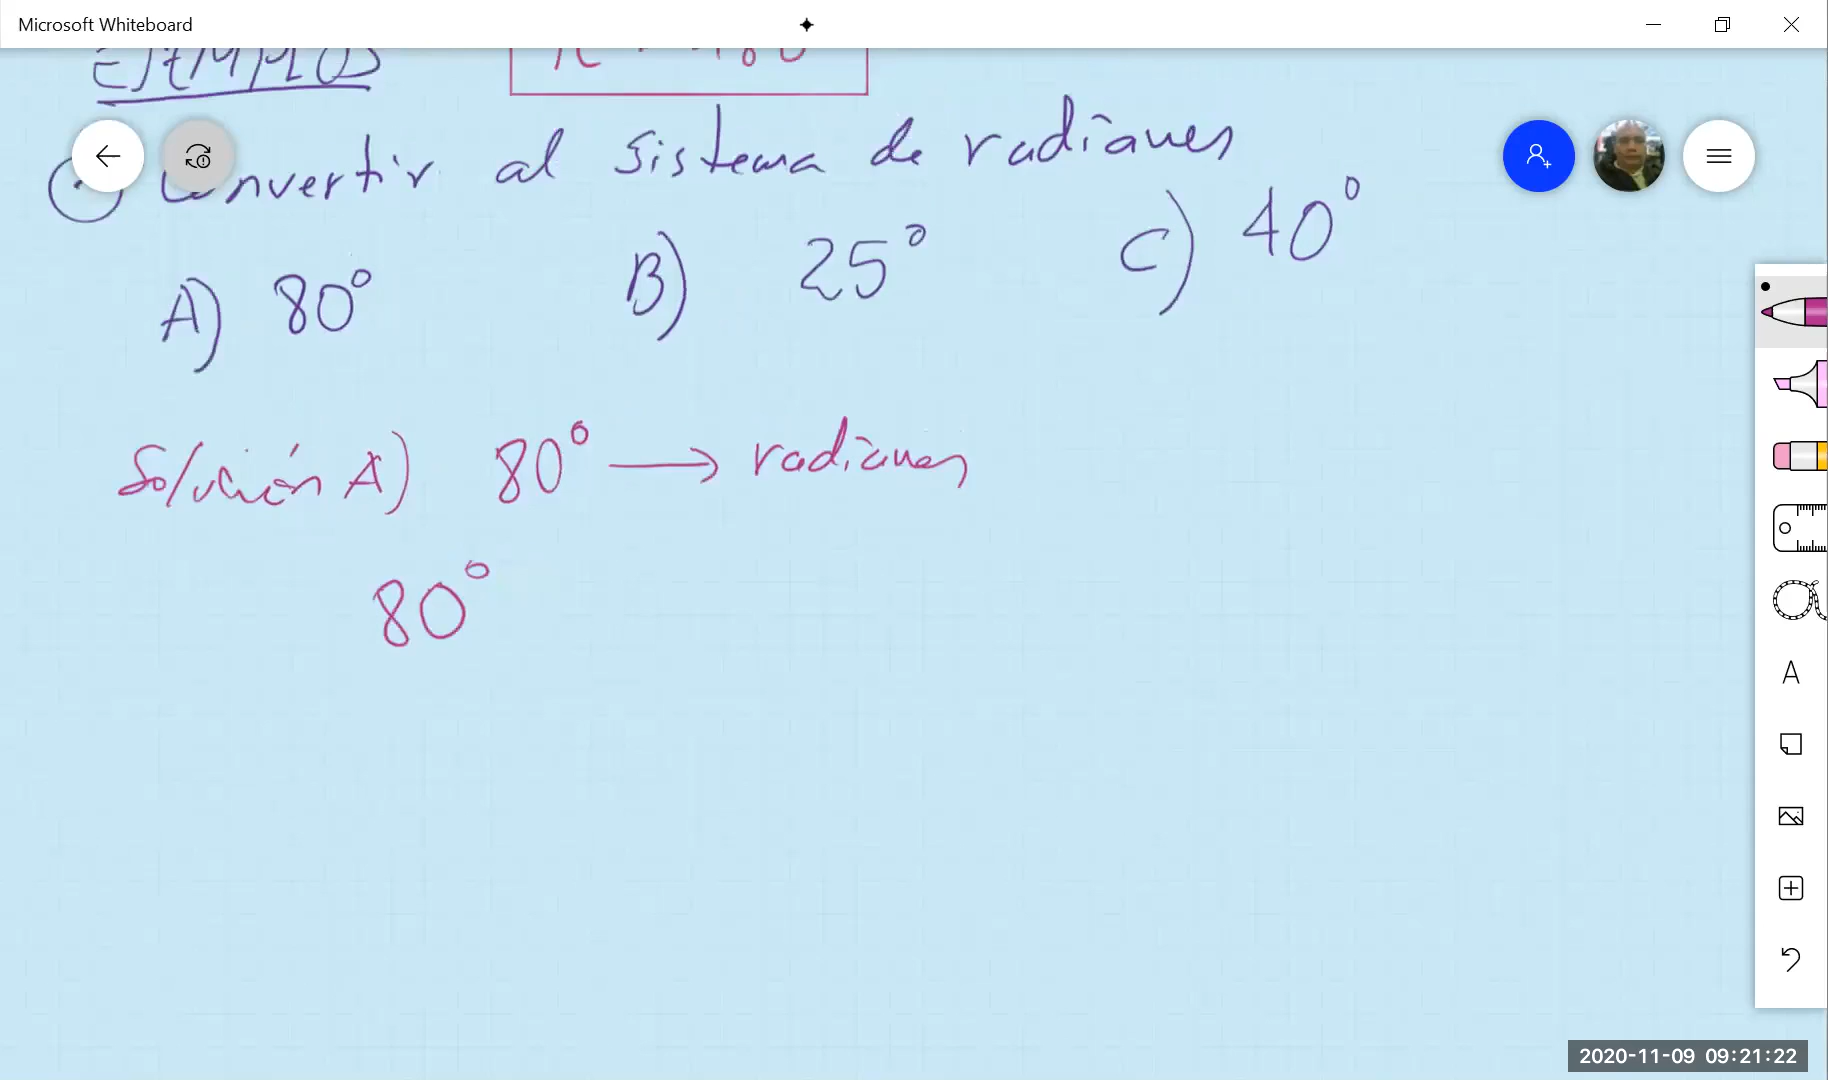 Microsoft Whiteboard
π = 180
Convertir al sistema de radianes
A) 80° B) 25° C) 40°
Solución A) 80° → radianes
80°
A
2020-11-09 09:21:22